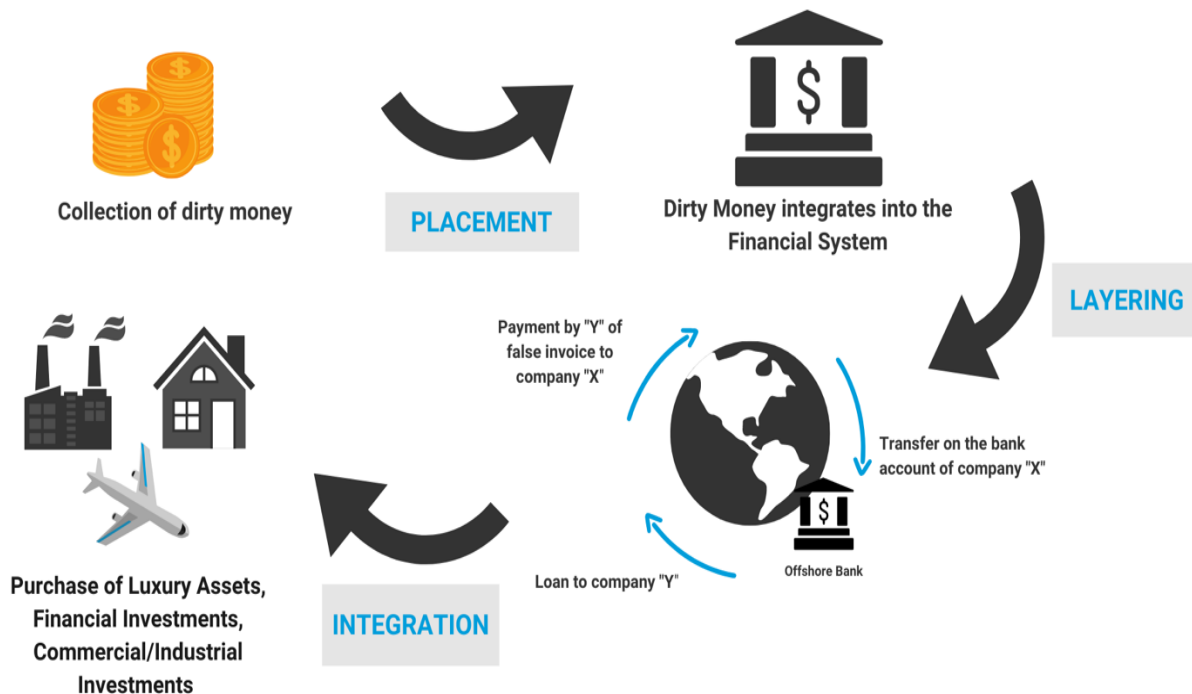 Collection of dirty money
PLACEMENT
$
Dirty Money integrates into the
Financial System
LAYERING
Payment by "Y" of
false invoice to
company "X"
Transfer on the bank
account of company "X"
$
Offshore Bank
Loan to company "Y"
INTEGRATION
Purchase of Luxury Assets,
Financial Investments,
Commercial/Industrial
Investments
$
$
$